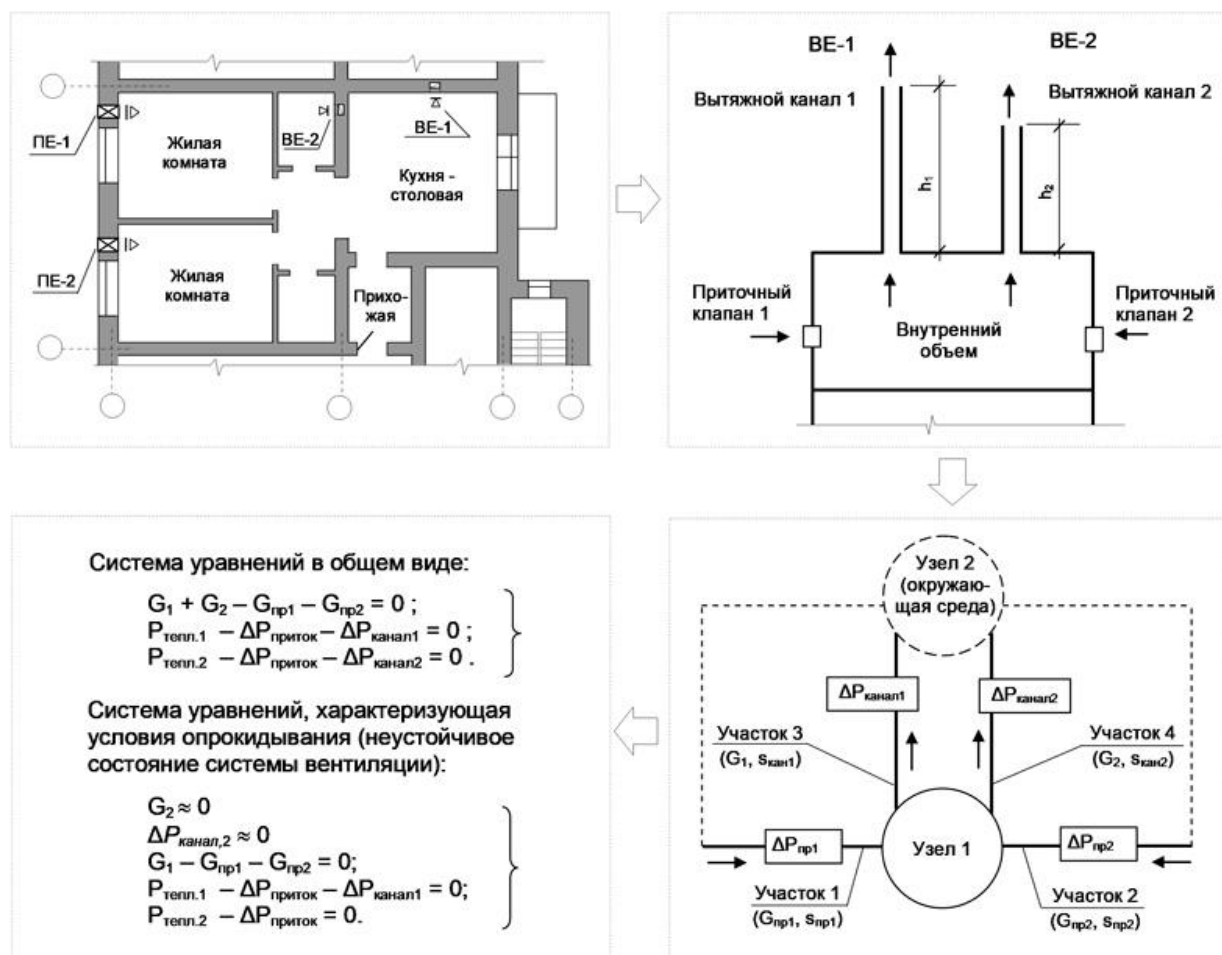 ПЕ-1
ПЕ-2
Жилая
комната
ВЕ-2
ВЕ-1
Кухня -
столовая
Жилая
комната
Прихо-
жая
ВЕ-1
ВЕ-2
Вытяжной канал 1
Вытяжной канал 2
h₁
h₂
Приточный
клапан 1
Внутренний
объем
Приточный
клапан 2
Система уравнений в общем виде:
G₁ + G₂ – Gпр1 – Gпр2 = 0 ;
Pтепл.1 – ΔPприток – ΔPканал1 = 0 ;
Pтепл.2 – ΔPприток – ΔPканал2 = 0 .
Система уравнений, характеризующая
условия опрокидывания (неустойчивое
состояние системы вентиляции):
G₂ ≈ 0
ΔPканал,2 ≈ 0
G₁ – Gпр1 – Gпр2 = 0;
Pтепл.1 – ΔPприток – ΔPканал1 = 0;
Pтепл.2 – ΔPприток = 0.
Узел 2
(окружаю-
щая среда)
ΔPканал1
ΔPканал2
Участок 3
(G₁, sкан1)
Участок 4
(G₂, sкан2)
ΔPпр1
Узел 1
ΔPпр2
Участок 1
(Gпр1, sпр1)
Участок 2
(Gпр2, sпр2)